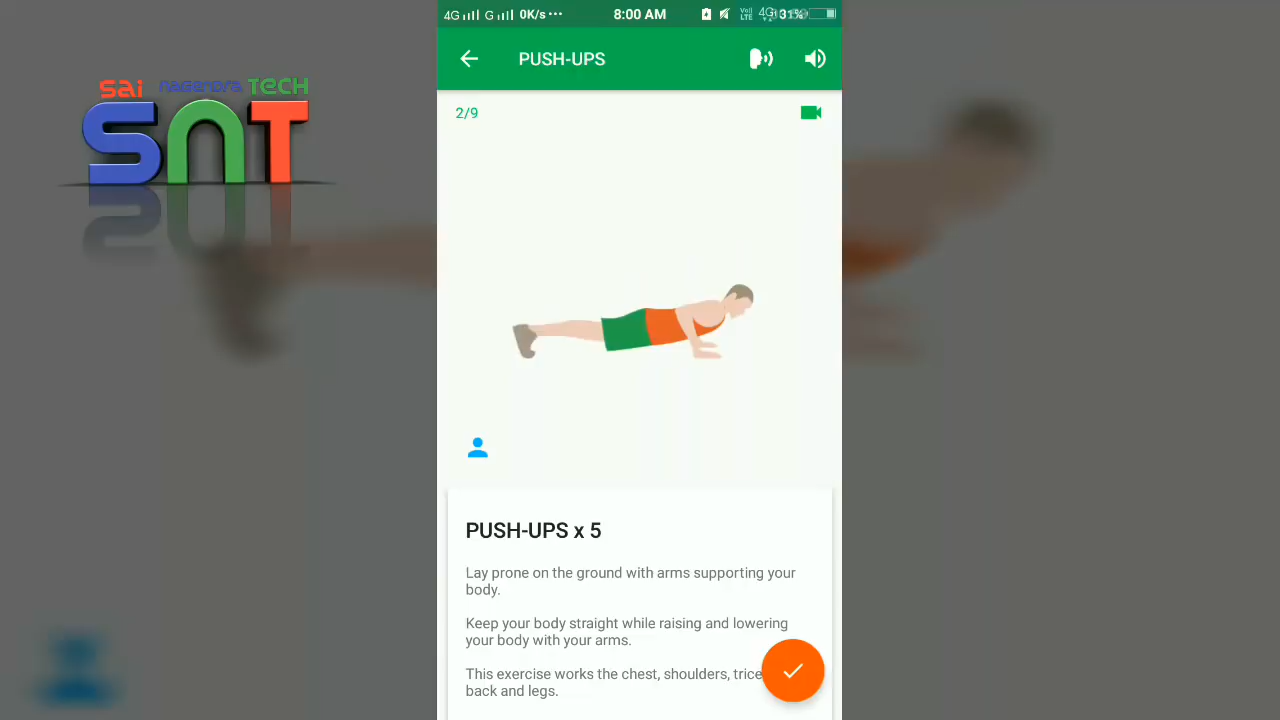 sai nagendra TECH
SNT
4G G 0K/s ··· 8:00 AM 4G 31%
PUSH-UPS
2/9
PUSH-UPS x 5
Lay prone on the ground with arms supporting your
body.
Keep your body straight while raising and lowering
your body with your arms.
This exercise works the chest, shoulders,
back and legs.